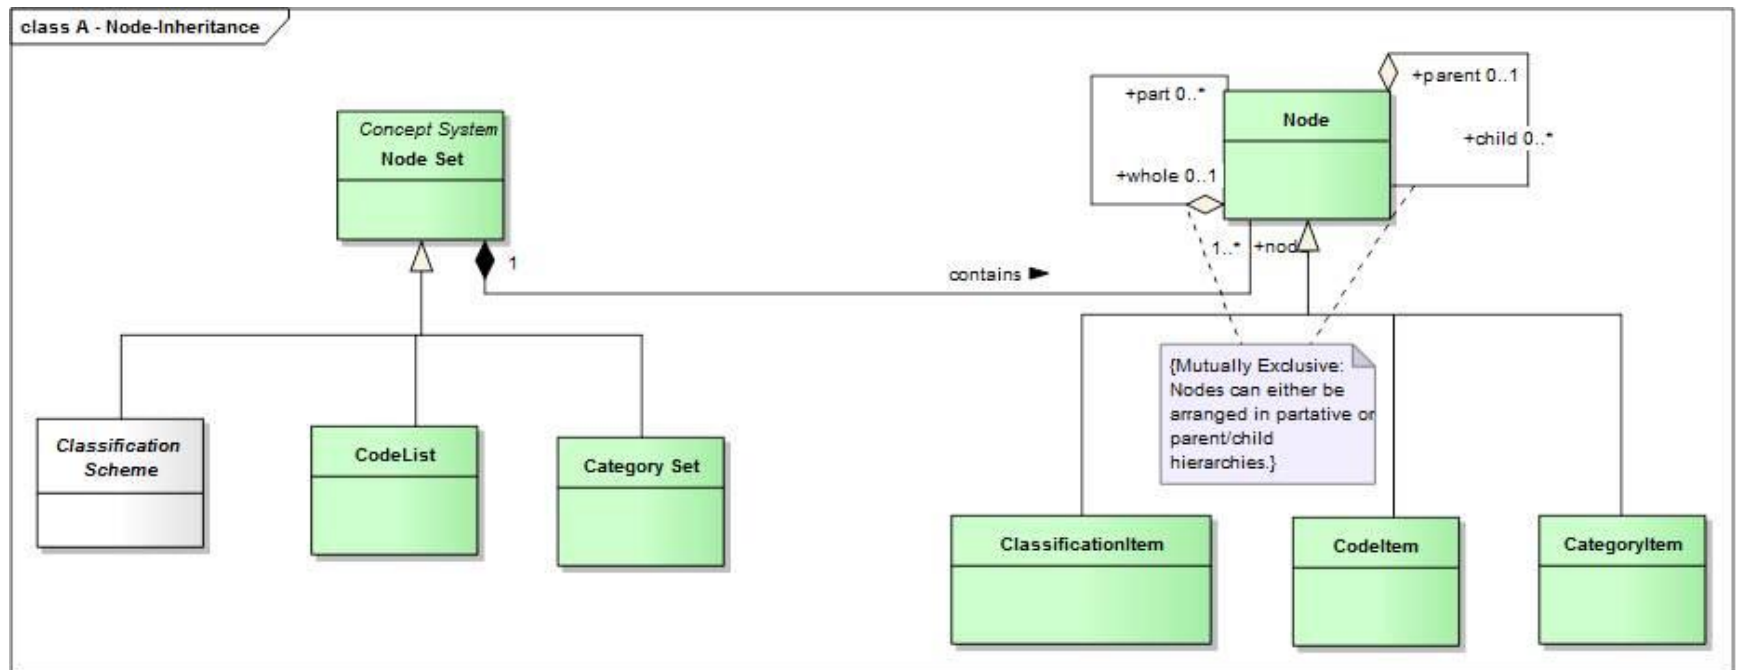 class A - Node-Inheritance
Concept System
Node Set
1
contains
1..*
+nod
+part 0..*
+whole 0..1
Node
+parent 0..1
+child 0..*
{Mutually Exclusive:
Nodes can either be
arranged in partative or
parent/child
hierarchies.}
Classification
Scheme
CodeList
Category Set
ClassificationItem
CodeItem
CategoryItem